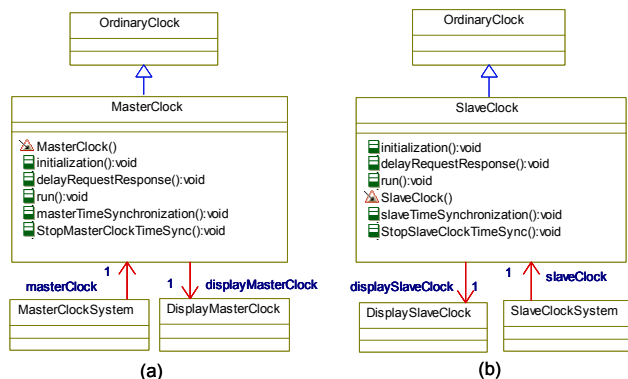 OrdinaryClock
MasterClock
MasterClock()
initialization():void
delayRequestResponse():void
run():void
masterTimeSynchronization():void
StopMasterClockTimeSync():void
1
masterClock
1
displayMasterClock
MasterClockSystem
DisplayMasterClock
(a)
OrdinaryClock
SlaveClock
initialization():void
delayRequestResponse():void
run():void
SlaveClock()
slaveTimeSynchronization():void
StopSlaveClockTimeSync():void
displaySlaveClock
1
1
slaveClock
DisplaySlaveClock
SlaveClockSystem
(b)